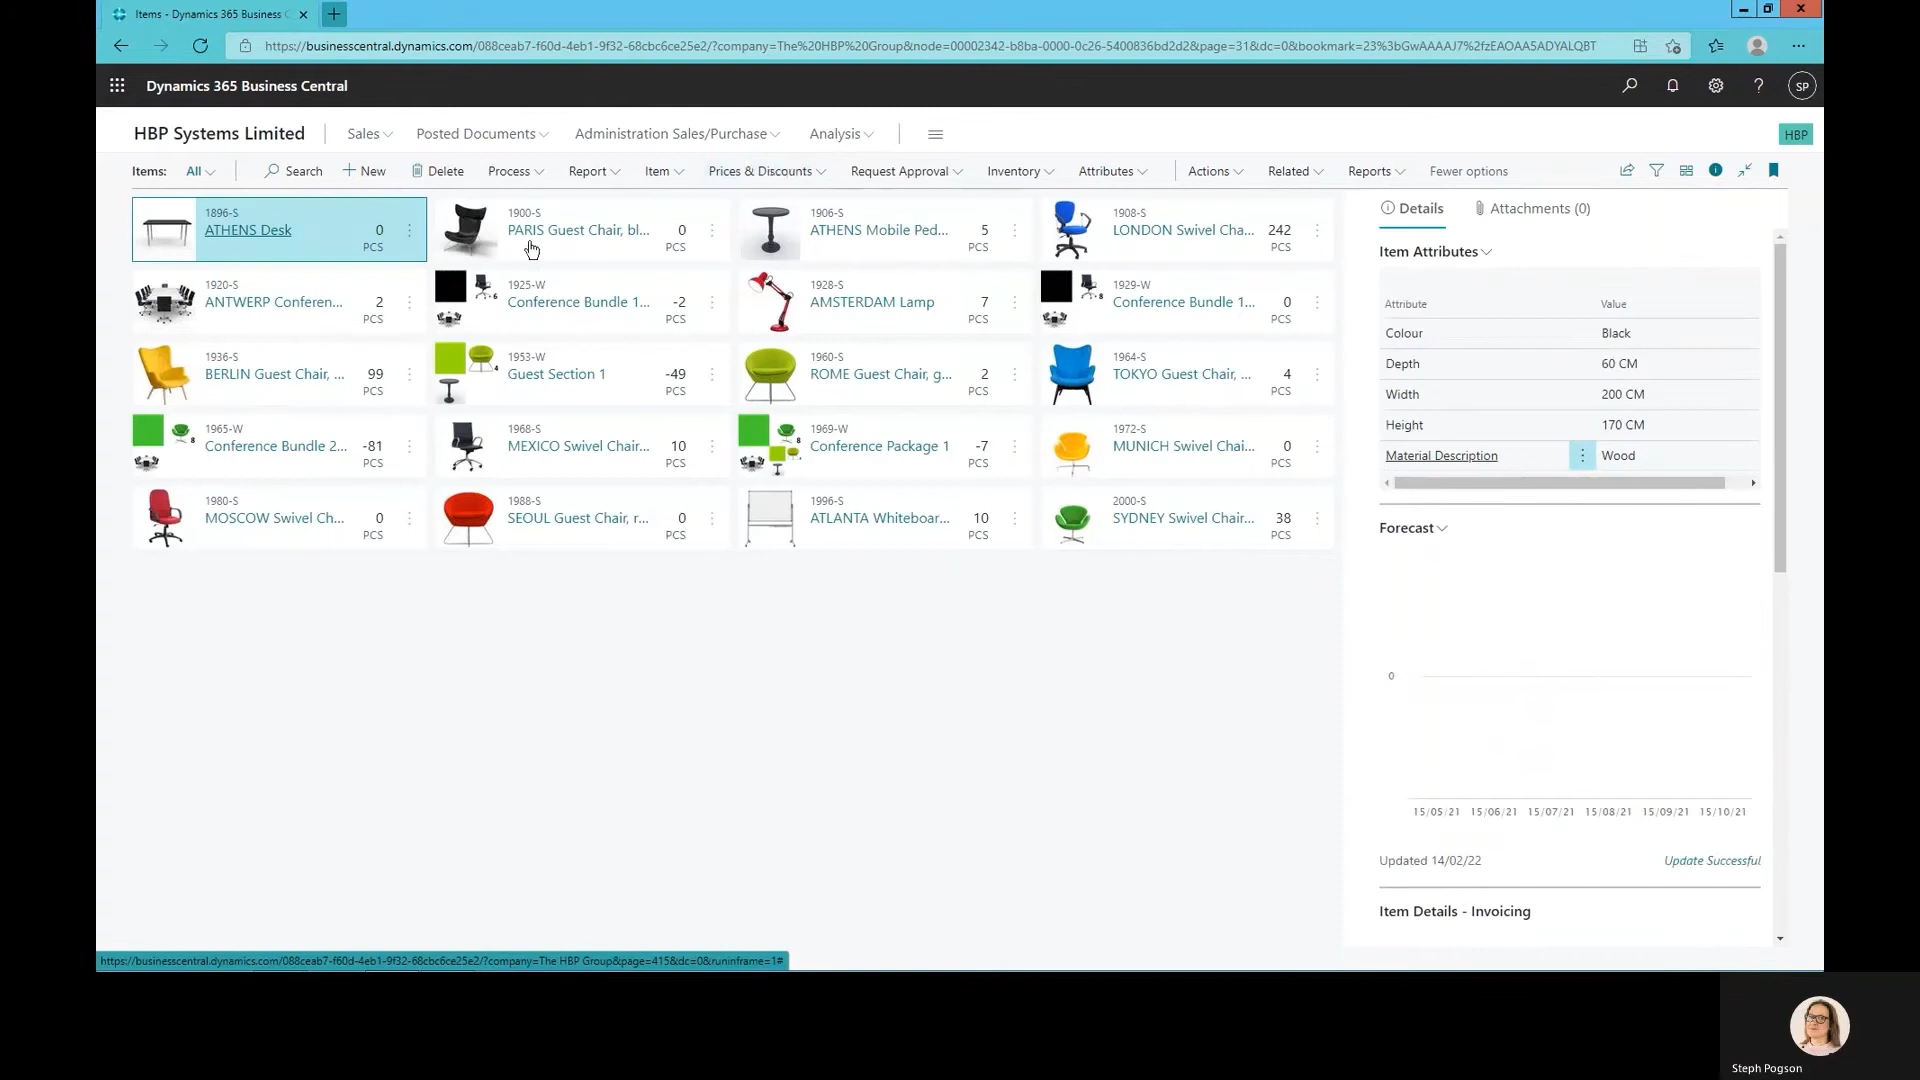 Items - Dynamics 365 Business C
https://businesscentral.dynamics.com/088ceab7-f60d-4eb1-9f32-68cbc6ce25e2/?company=The%20HBP%20Group&node=00002342-b8ba-0000-0c26-5400836bd2d2&page=31&dc=0&bookmark=23%3bGwAAAAJ7%2fzEAOAA5ADYALQBT
Dynamics 365 Business Central
SP
HBP Systems Limited Sales Posted Documents Administration Sales/Purchase Analysis HBP
Items: All Search New Delete Process Report Item Prices & Discounts Request Approval Inventory Attributes Actions Related Reports Fewer options
1896-S
ATHENS Desk 0
PCS
1900-S
PARIS Guest Chair, bl... 0
PCS
1906-S
ATHENS Mobile Ped... 5
PCS
1908-S
LONDON Swivel Cha... 242
PCS
1920-S
ANTWERP Conferen... 2
PCS
1925-W
Conference Bundle 1... -2
PCS
6
1928-S
AMSTERDAM Lamp 7
PCS
1929-W
Conference Bundle 1... 0
PCS
8
1936-S
BERLIN Guest Chair, ... 99
PCS
1953-W
Guest Section 1 -49
PCS
4
1960-S
ROME Guest Chair, g... 2
PCS
1964-S
TOKYO Guest Chair, ... 4
PCS
1965-W
Conference Bundle 2... -81
PCS
8
1968-S
MEXICO Swivel Chair... 10
PCS
1969-W
Conference Package 1 -7
PCS
8
1972-S
MUNICH Swivel Chai... 0
PCS
1980-S
MOSCOW Swivel Ch... 0
PCS
1988-S
SEOUL Guest Chair, r... 0
PCS
1996-S
ATLANTA Whiteboar... 10
PCS
2000-S
SYDNEY Swivel Chair... 38
PCS
Details Attachments (0)
Item Attributes
Attribute Value
Colour Black
Depth 60 CM
Width 200 CM
Height 170 CM
Material Description Wood
Forecast
0
15/05/21 15/06/21 15/07/21 15/08/21 15/09/21 15/10/21
Updated 14/02/22 Update Successful
Item Details - Invoicing
https://businesscentral.dynamics.com/088ceab7-f60d-4eb1-9f32-68cbc6ce25e2/?company=The HBP Group&page=415&dc=0&runinframe=1#
Steph Pogson